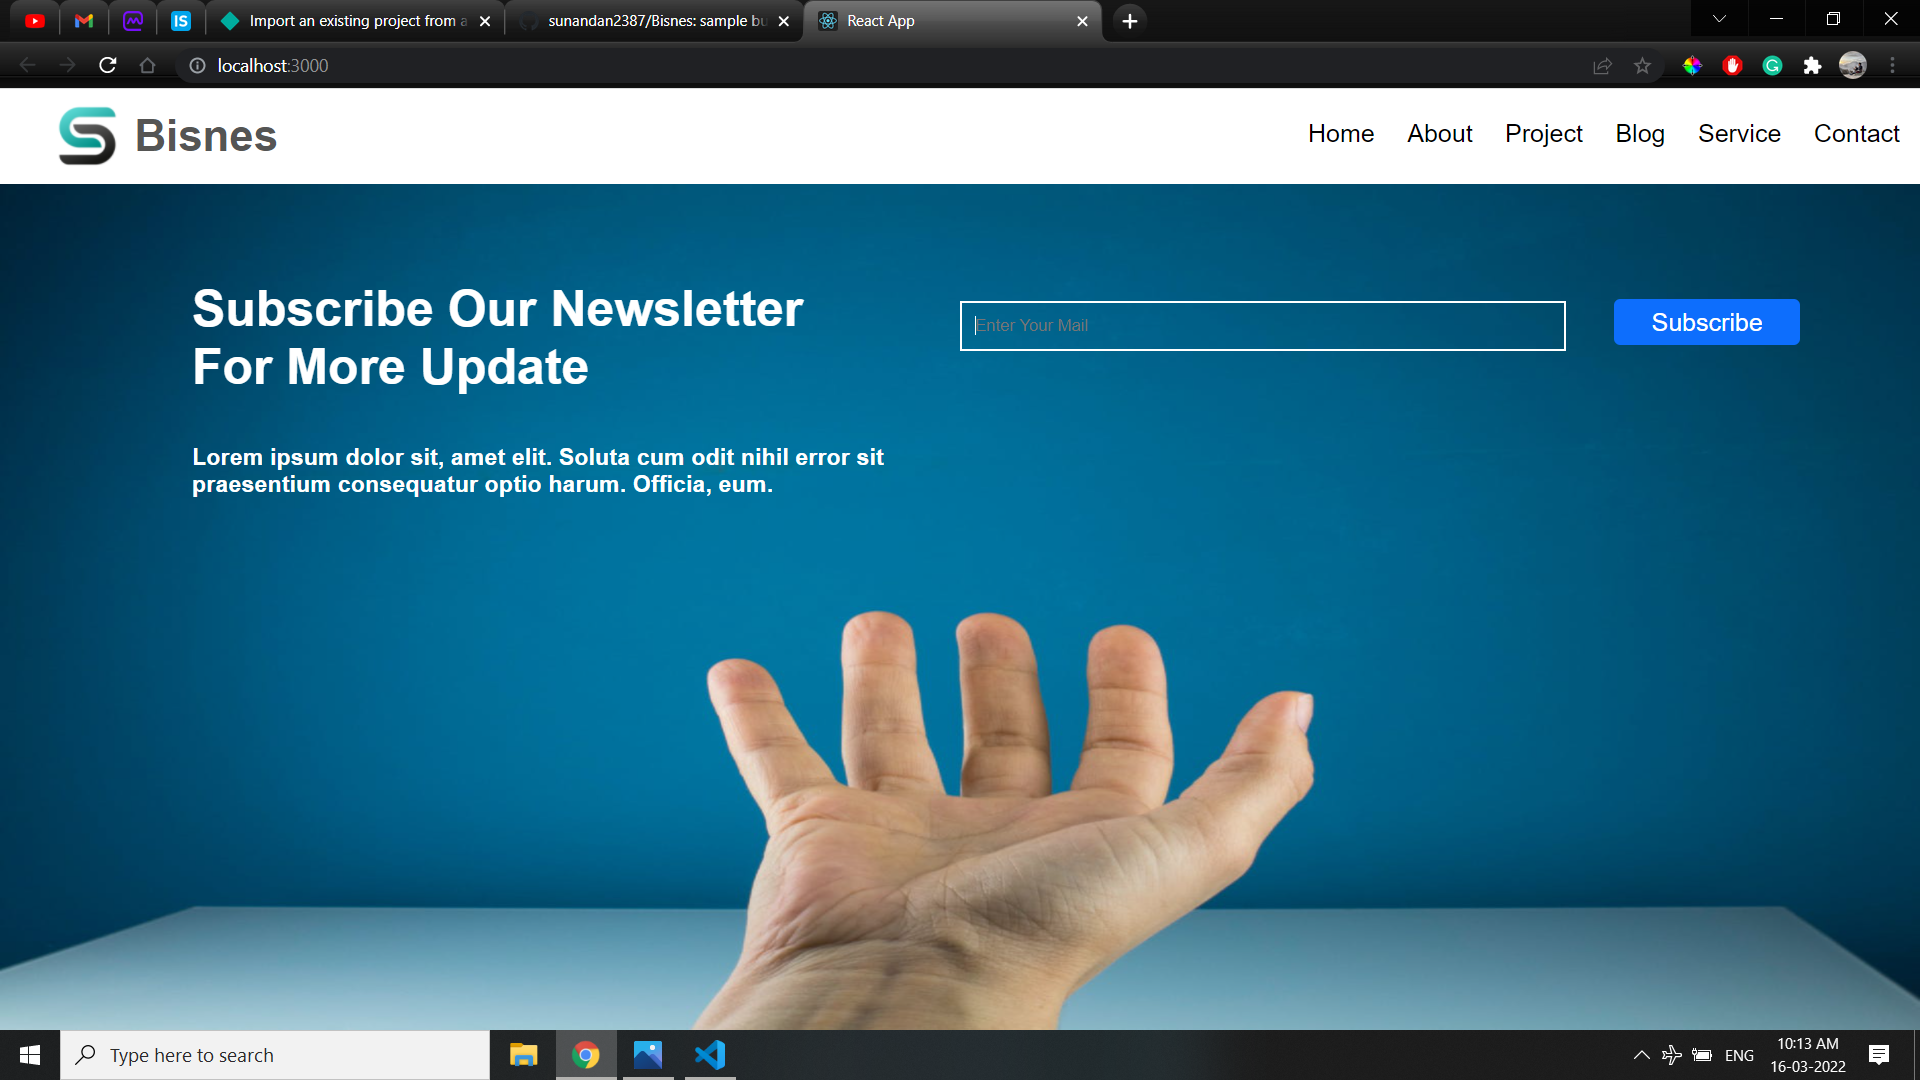 Import an existing project from a
sunandan2387/Bisnes: sample bu
React App
localhost:3000
Bisnes
Home About Project Blog Service Contact
Subscribe Our Newsletter
For More Update
Enter Your Mail
Subscribe
Lorem ipsum dolor sit, amet elit. Soluta cum odit nihil error sit
praesentium consequatur optio harum. Officia, eum.
Type here to search
ENG
10:13 AM
16-03-2022